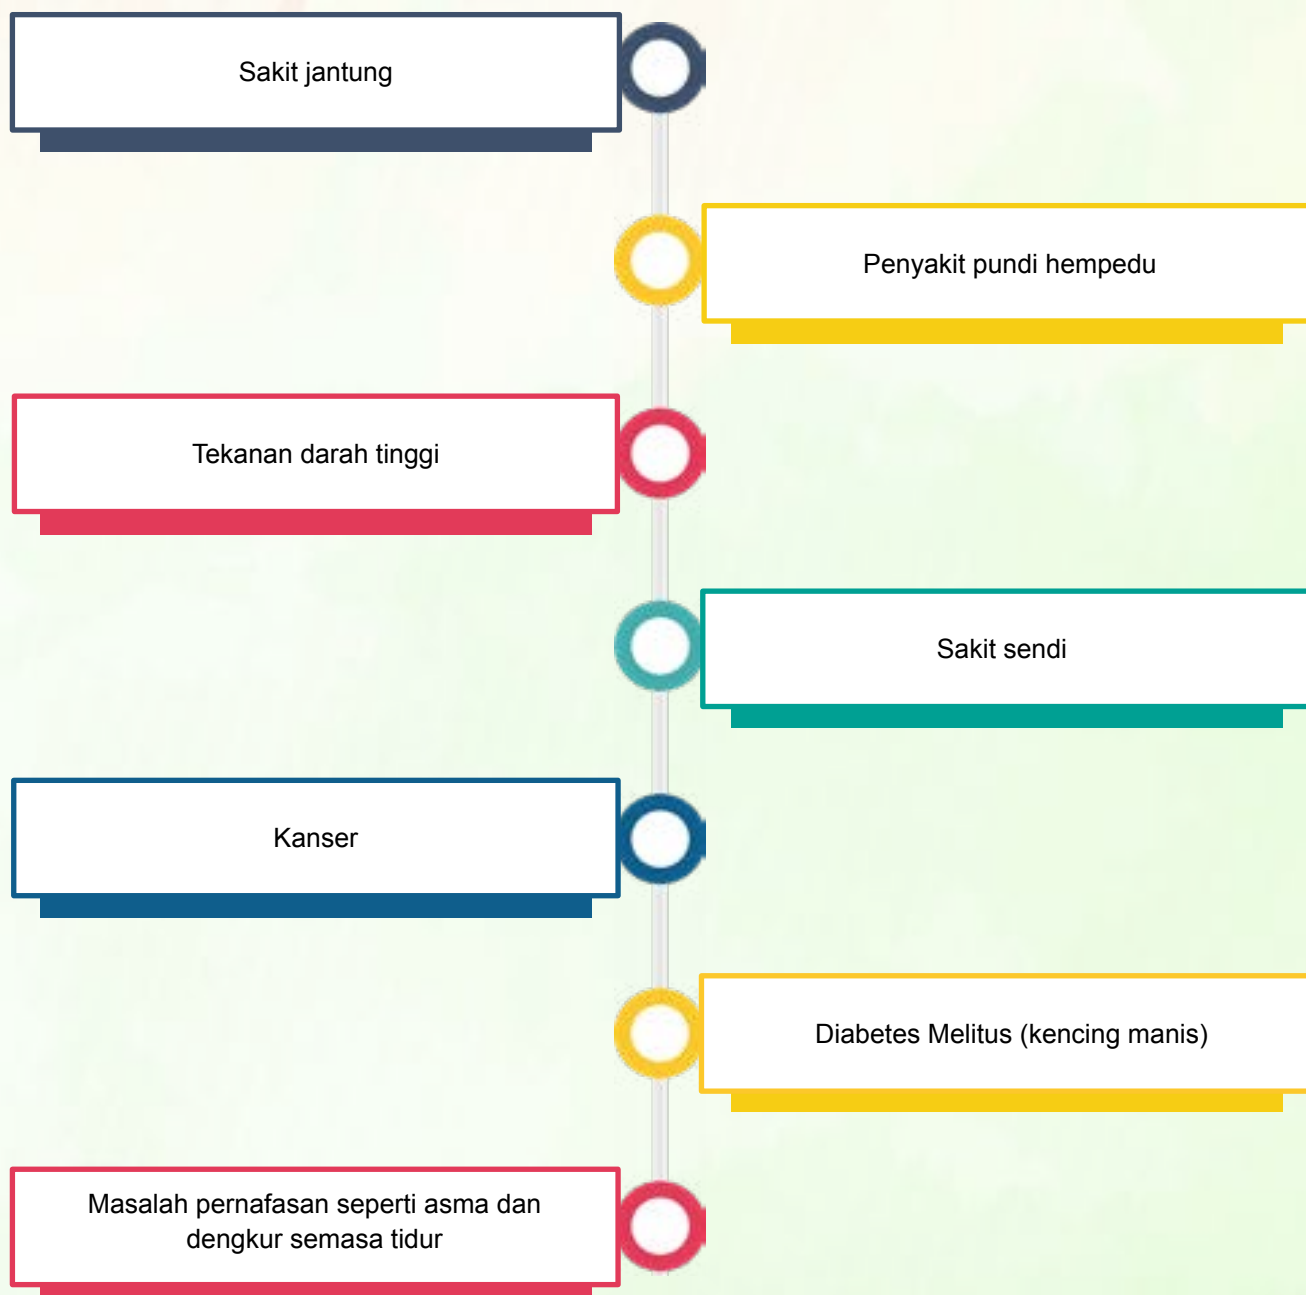 Sakit jantung
Penyakit pundi hempedu
Tekanan darah tinggi
Sakit sendi
Kanser
Diabetes Melitus (kencing manis)
Masalah pernafasan seperti asma dan
dengkur semasa tidur